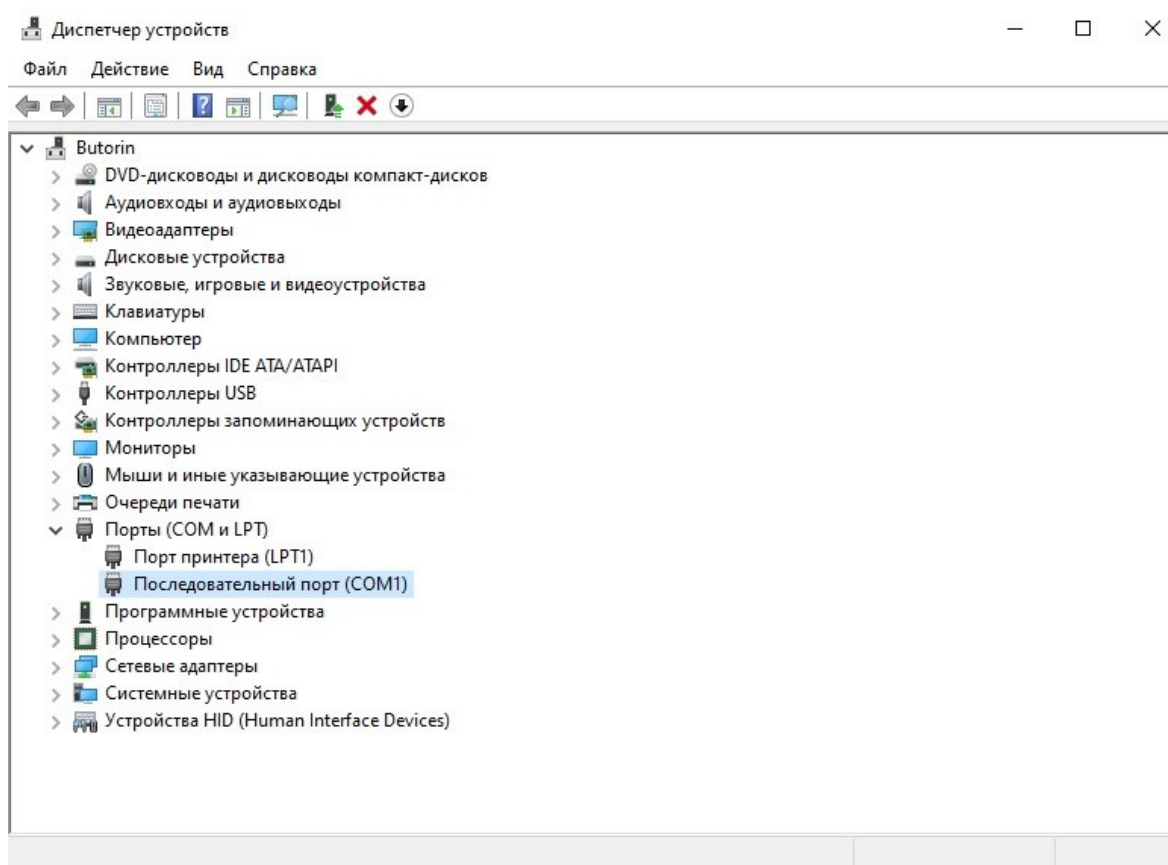 Диспетчер устройств
Файл Действие Вид Справка
Butorin
DVD-дисководы и дисководы компакт-дисков
Аудиовходы и аудиовыходы
Видеоадаптеры
Дисковые устройства
Звуковые, игровые и видеоустройства
Клавиатуры
Компьютер
Контроллеры IDE ATA/ATAPI
Контроллеры USB
Контроллеры запоминающих устройств
Мониторы
Мыши и иные указывающие устройства
Очереди печати
Порты (COM и LPT)
Порт принтера (LPT1)
Последовательный порт (COM1)
Программные устройства
Процессоры
Сетевые адаптеры
Системные устройства
Устройства HID (Human Interface Devices)